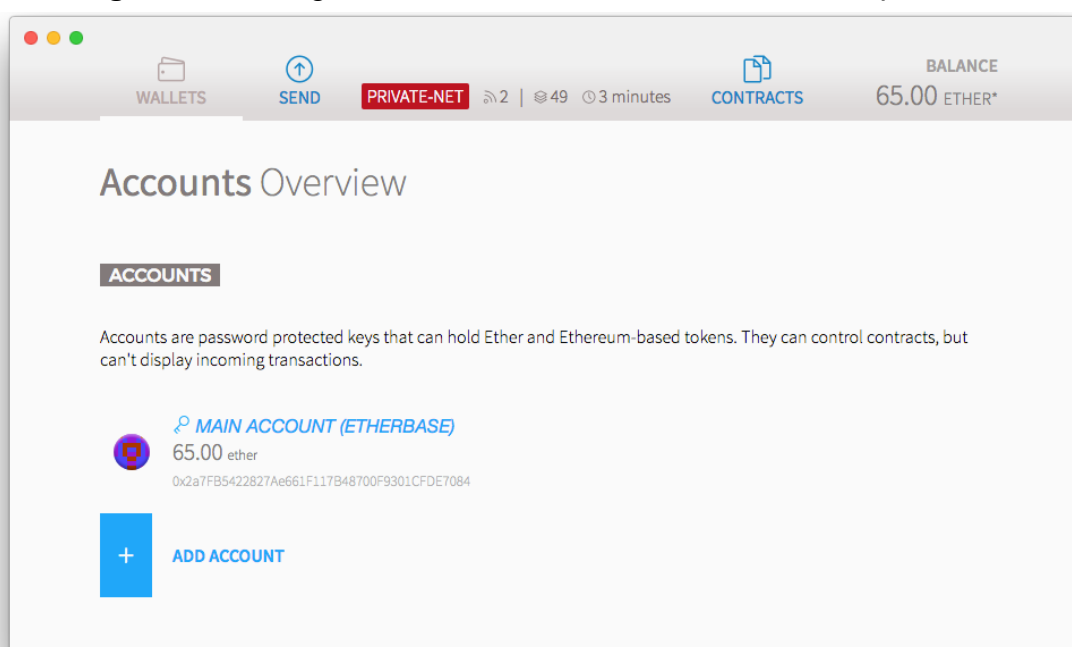 WALLETS
SEND
PRIVATE-NET 2 | 49 3 minutes
CONTRACTS
BALANCE
65.00 ETHER*
Accounts Overview
ACCOUNTS
Accounts are password protected keys that can hold Ether and Ethereum-based tokens. They can control contracts, but
can't display incoming transactions.
MAIN ACCOUNT (ETHERBASE)
65.00 ether
0x2a7FB5422827Ae661F117B48700F9301CFDE7084
+ ADD ACCOUNT